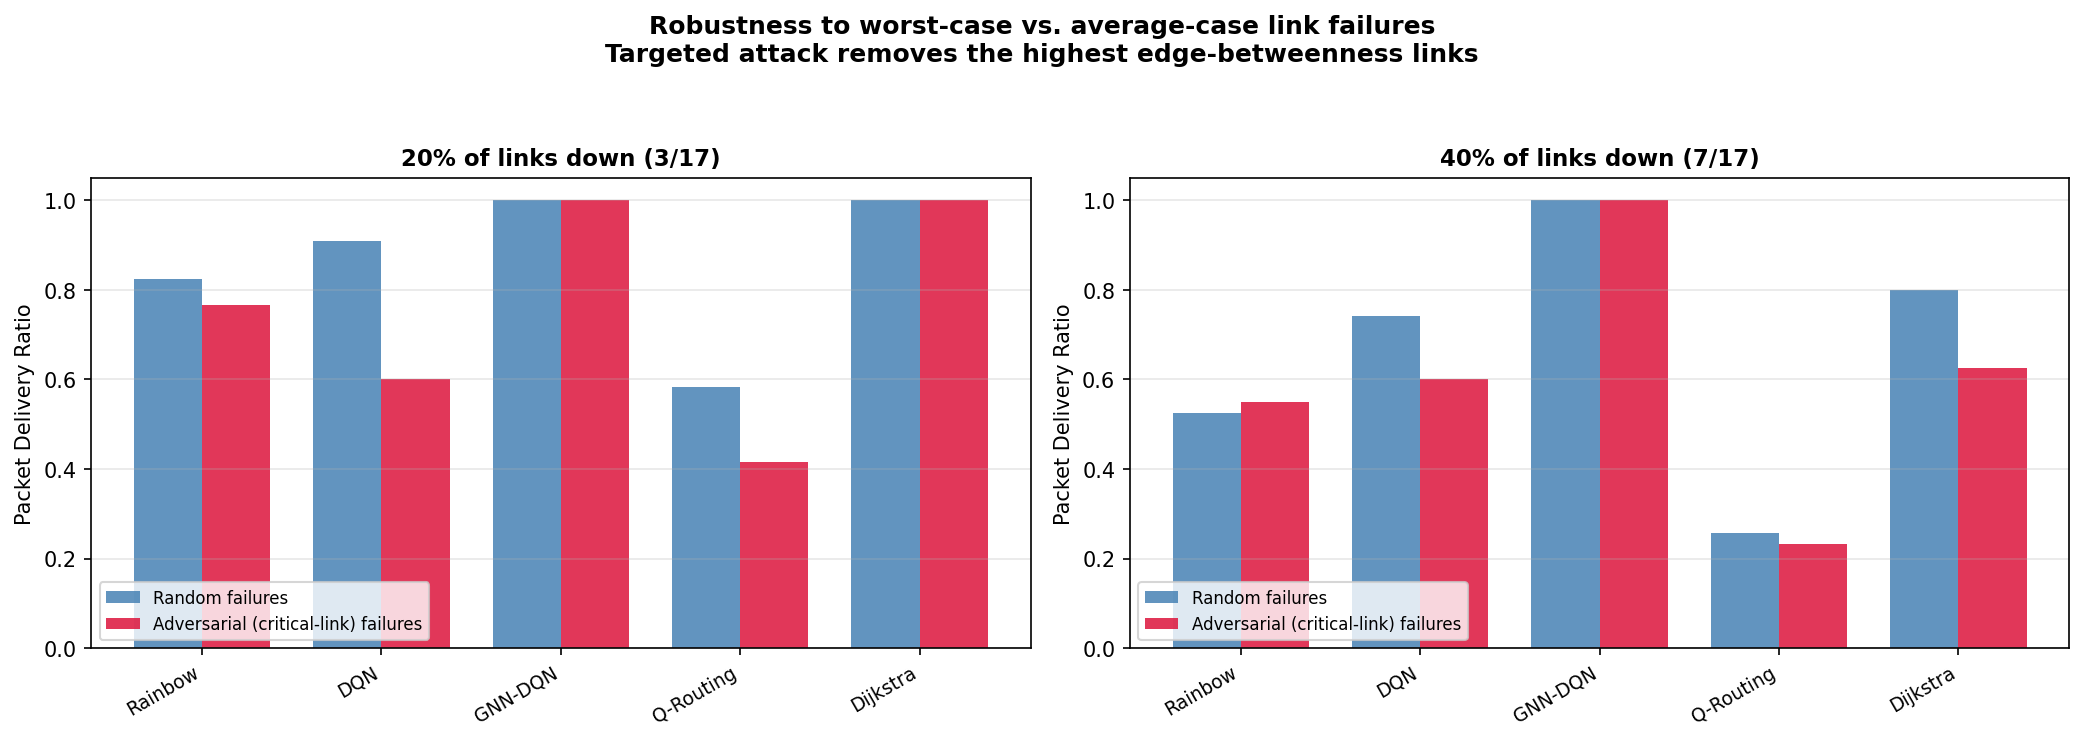 Robustness to worst-case vs. average-case link failures
Targeted attack removes the highest edge-betweenness links
20% of links down (3/17)
Packet Delivery Ratio
1.0
0.8
0.6
0.4
0.2
0.0
Random failures
Adversarial (critical-link) failures
Rainbow
DQN
GNN-DQN
Q-Routing
Dijkstra
40% of links down (7/17)
Packet Delivery Ratio
1.0
0.8
0.6
0.4
0.2
0.0
Random failures
Adversarial (critical-link) failures
Rainbow
DQN
GNN-DQN
Q-Routing
Dijkstra